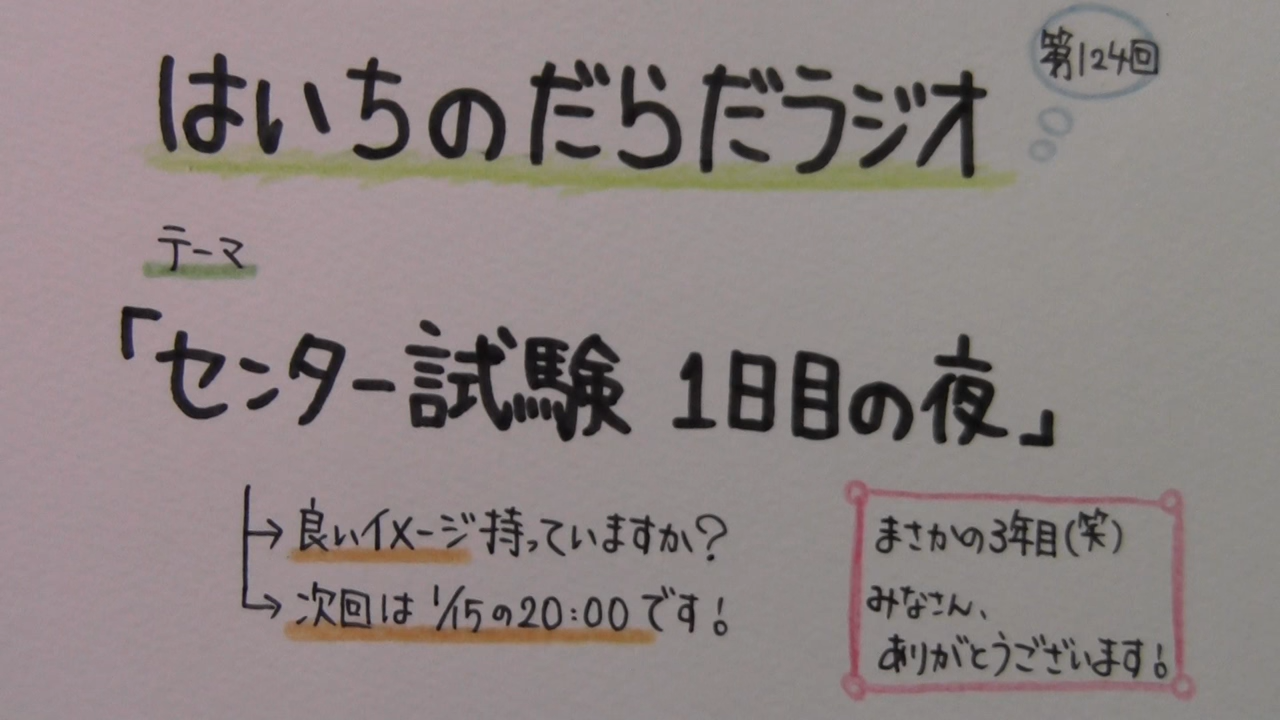 第124回
はいちのだらだラジオ
テーマ
「センター試験 1日目の夜」
良いイメージ持っていますか?
次回は 1/15の20:00です!
まさかの3年目(笑)
みなさん、
ありがとうございます!